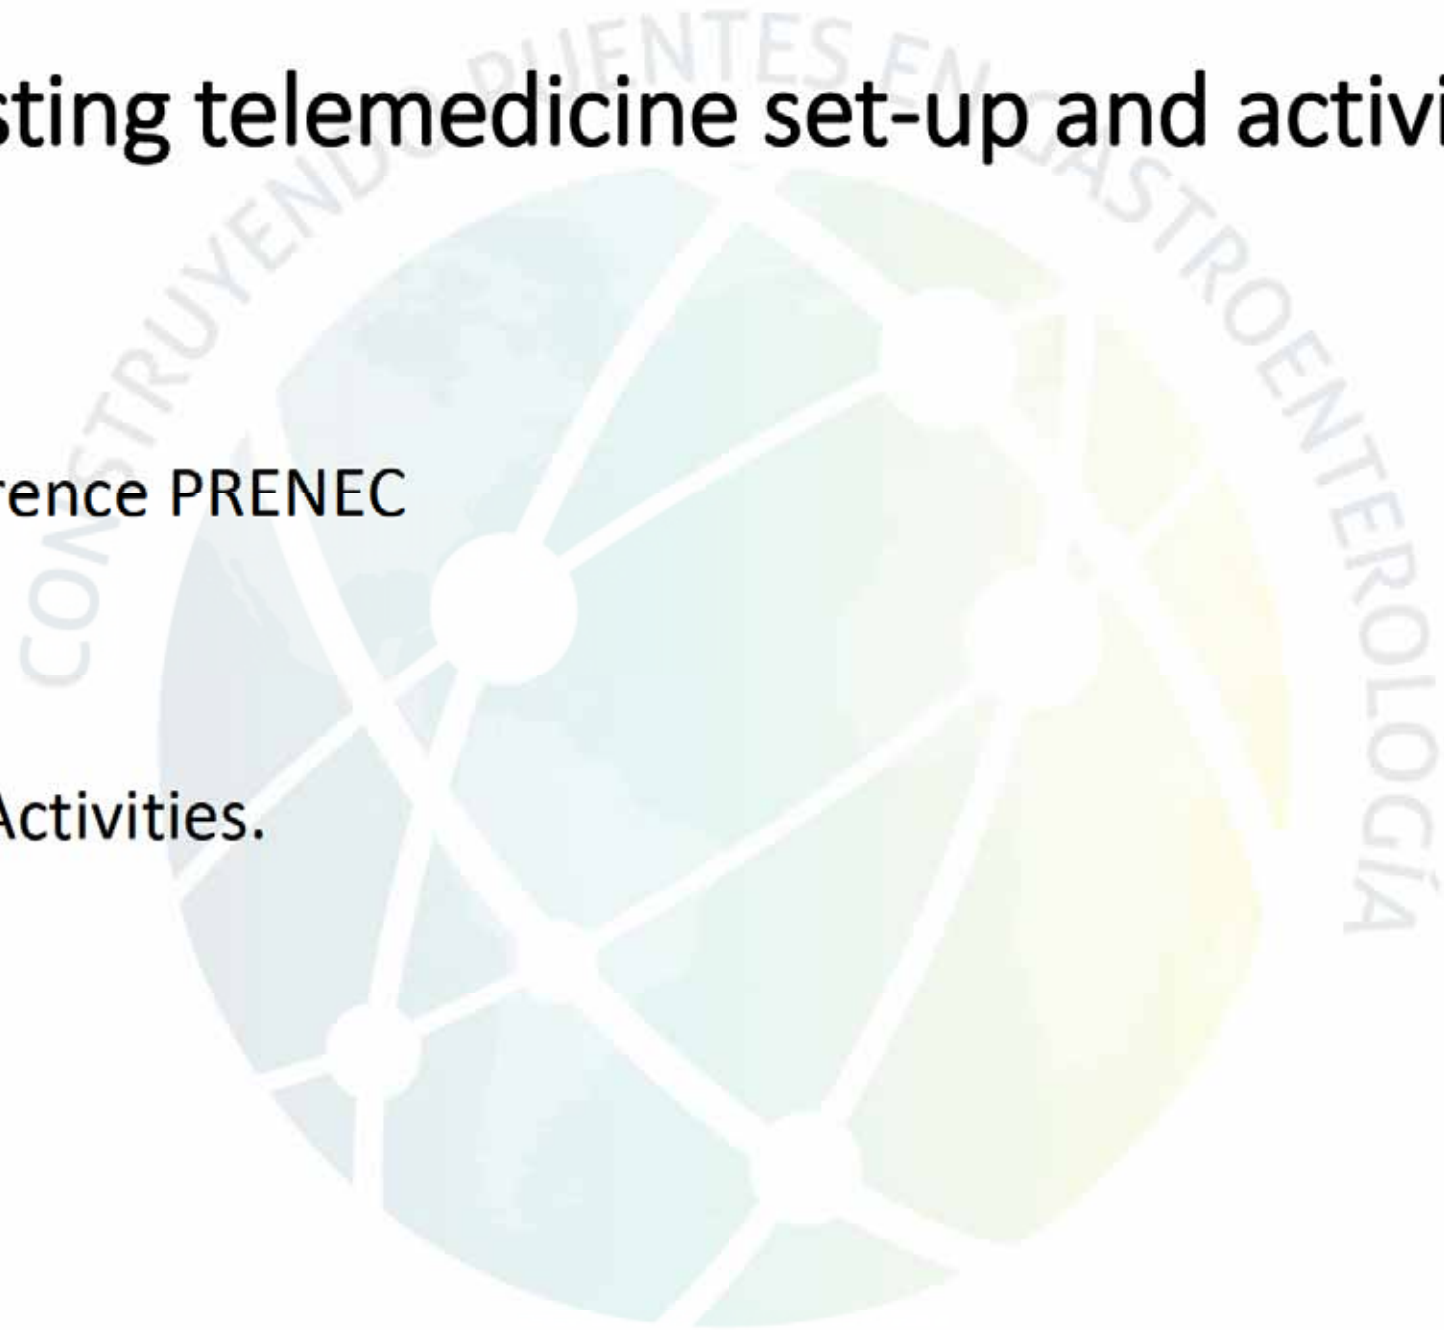 CONSTRUYENDO PUENTES EN GASTROENTEROLOGÍA
sting telemedicine set-up and activi
rence PRENEC
Activities.